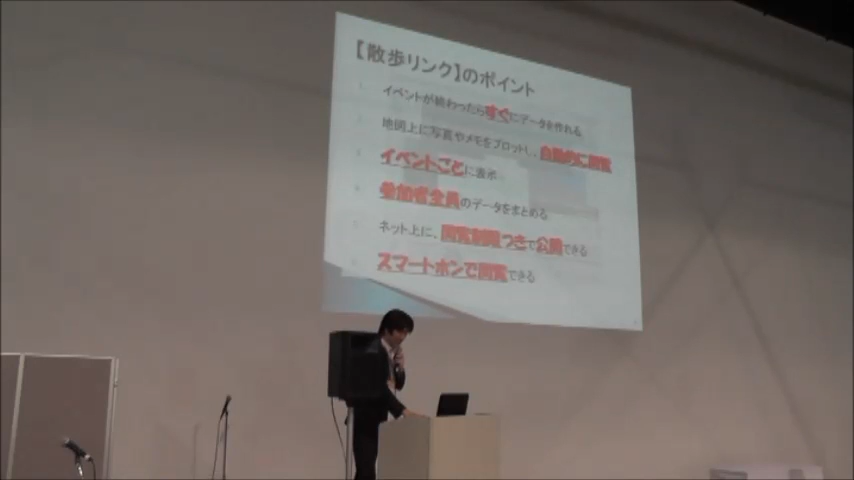 【散歩リンク】のポイント
イベントが終わったらすぐにデータを作れる
地図上に写真やメモをプロットし、自動的に回覧
イベントごとに表示
参加者全員のデータをまとめる
ネット上に、閲覧制限つきで公開できる
スマートホンで閲覧できる